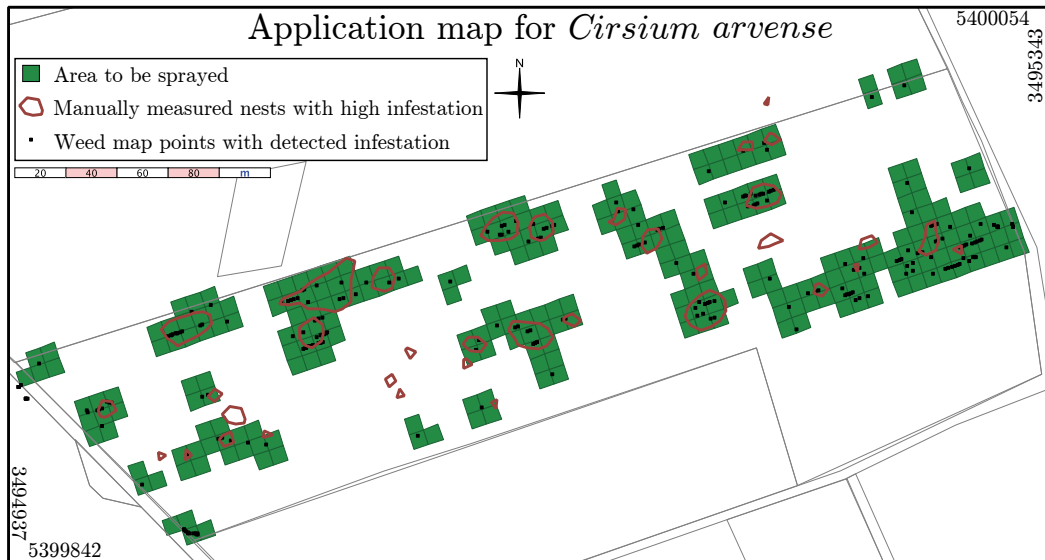 Application map for Cirsium arvense
5400054
3495343
N
Area to be sprayed
Manually measured nests with high infestation
Weed map points with detected infestation
20 40 60 80 m
3494937
5399842